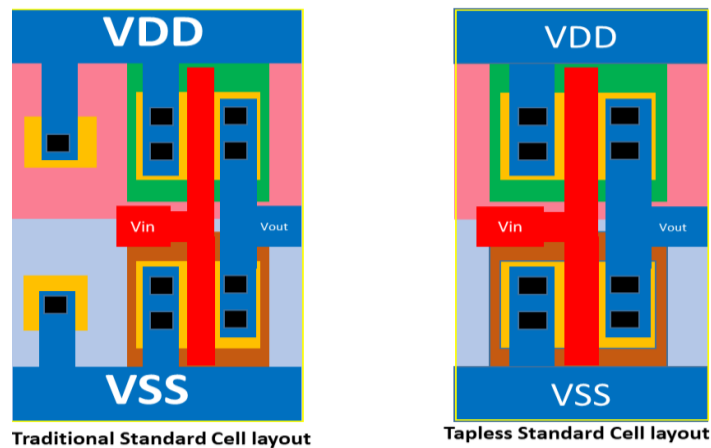 VDD
Vin
Vout
VSS
Traditional Standard Cell layout
VDD
Vin
Vout
VSS
Tapless Standard Cell layout